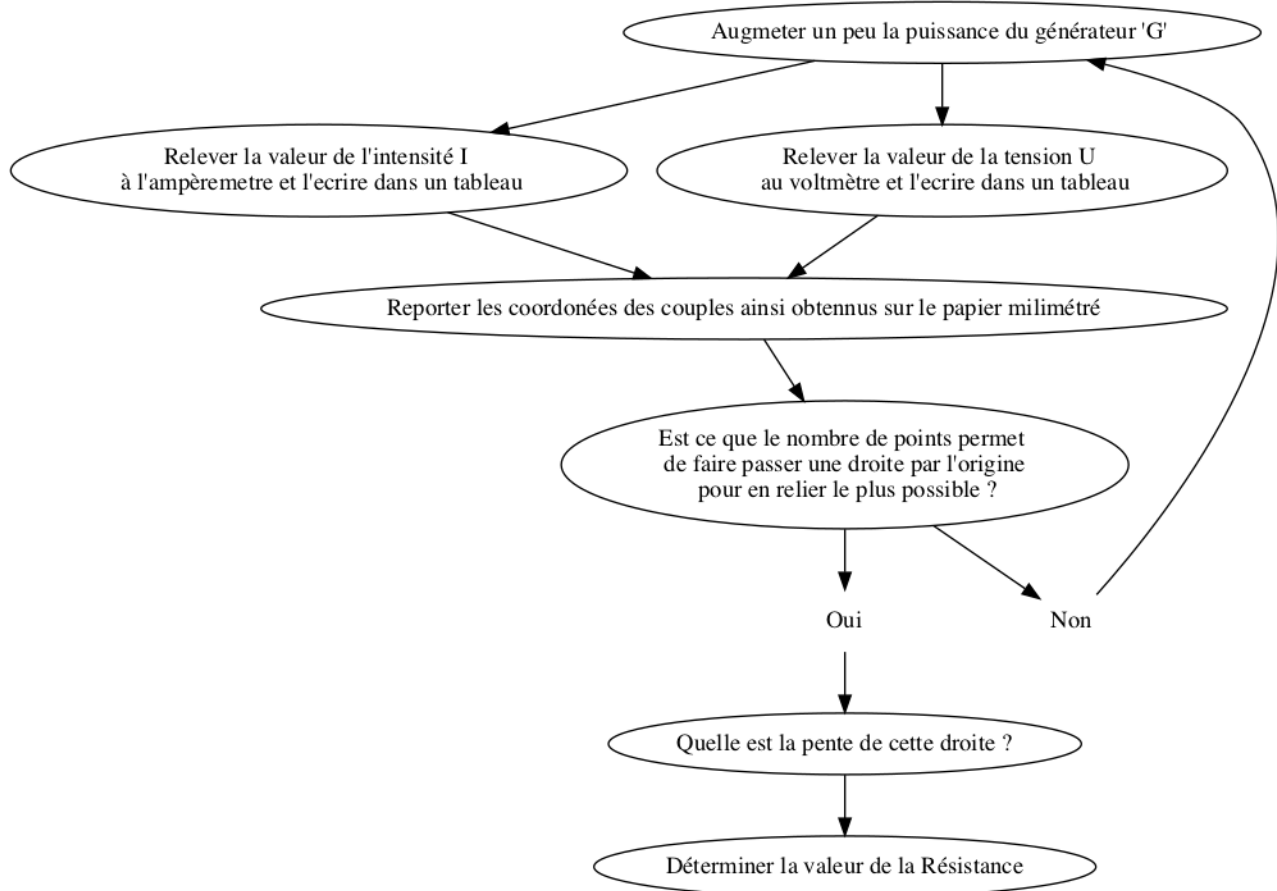 Augmeter un peu la puissance du générateur 'G'
Relever la valeur de l'intensité I
à l'ampèremetre et l'ecrire dans un tableau
Relever la valeur de la tension U
au voltmètre et l'ecrire dans un tableau
Reporter les coordonées des couples ainsi obtennus sur le papier milimétré
Est ce que le nombre de points permet
de faire passer une droite par l'origine
pour en relier le plus possible ?
Oui
Non
Quelle est la pente de cette droite ?
Déterminer la valeur de la Résistance